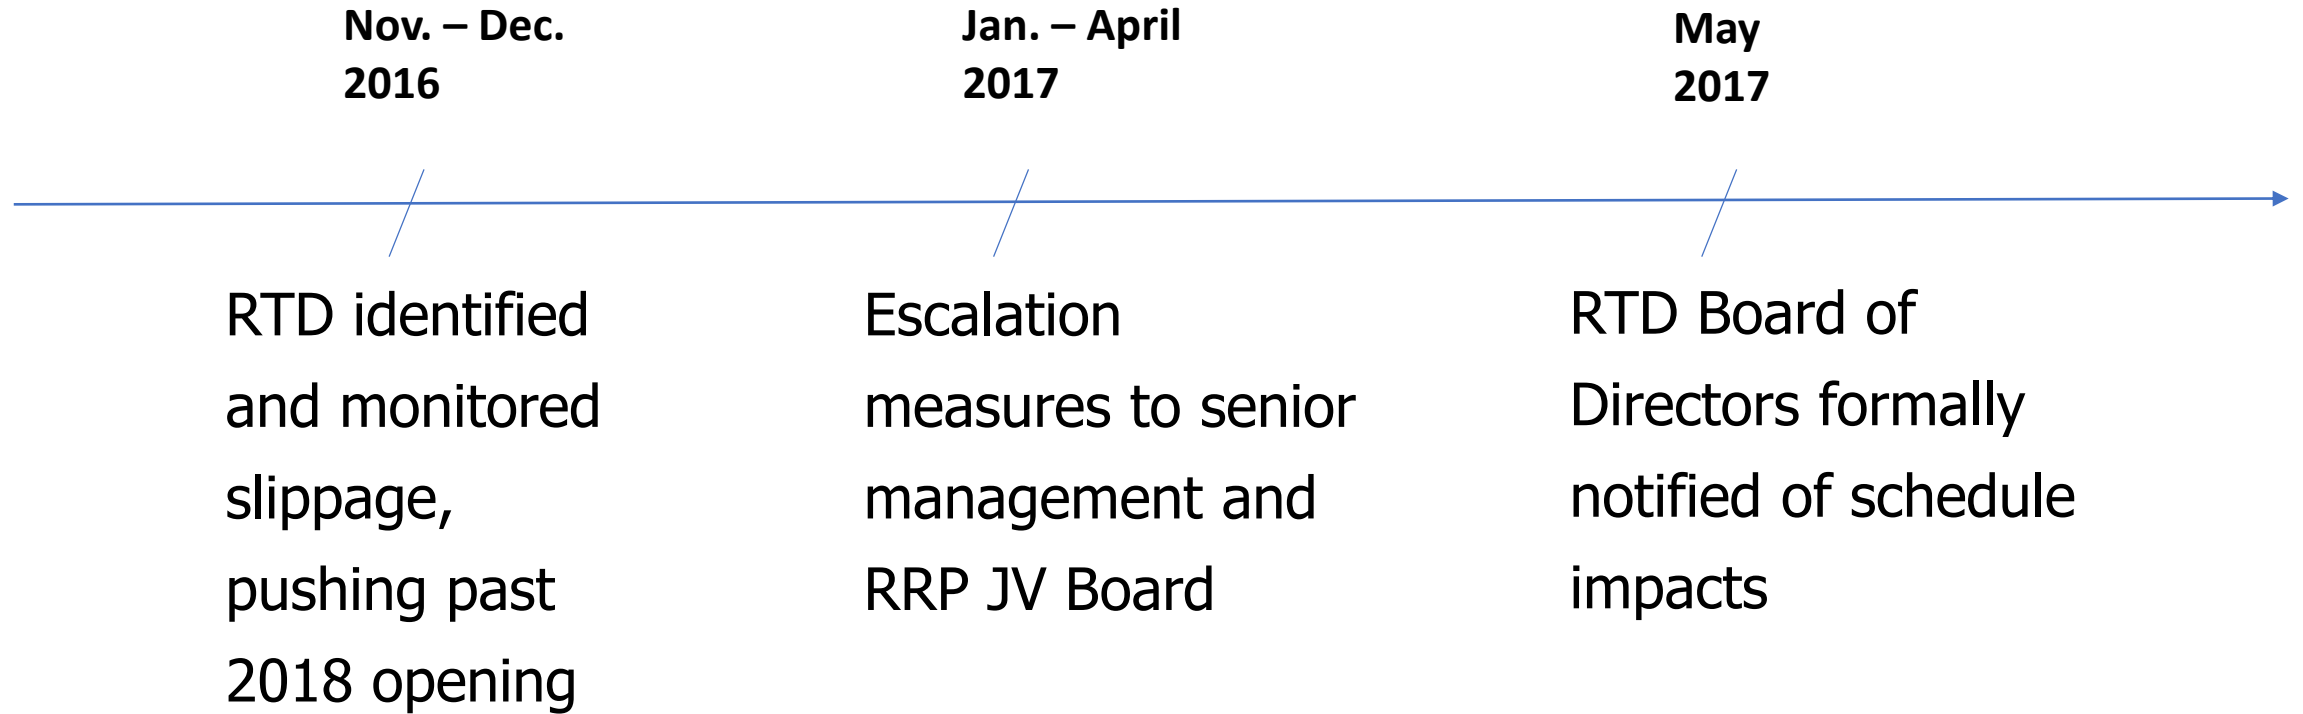 Nov. – Dec.
2016
Jan. – April
2017
May
2017
RTD identified
and monitored
slippage,
pushing past
2018 opening
Escalation
measures to senior
management and
RRP JV Board
RTD Board of
Directors formally
notified of schedule
impacts